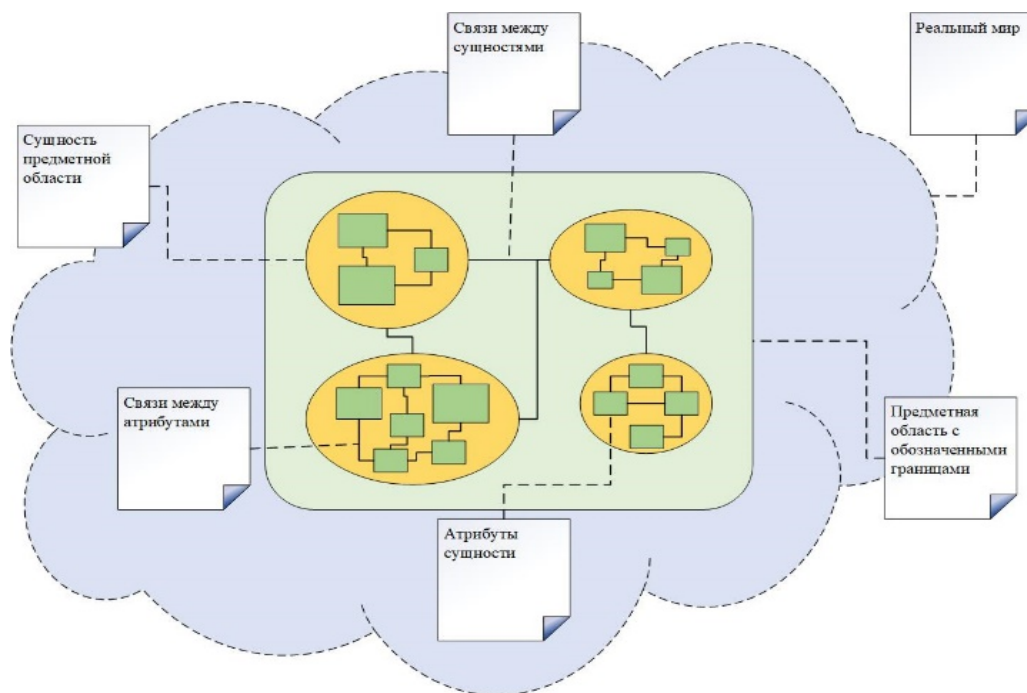 Связи между
сущностями
Реальный мир
Сущность
предметной
области
Связи между
атрибутами
Предметная
область с
обозначенными
границами
Атрибуты
сущности